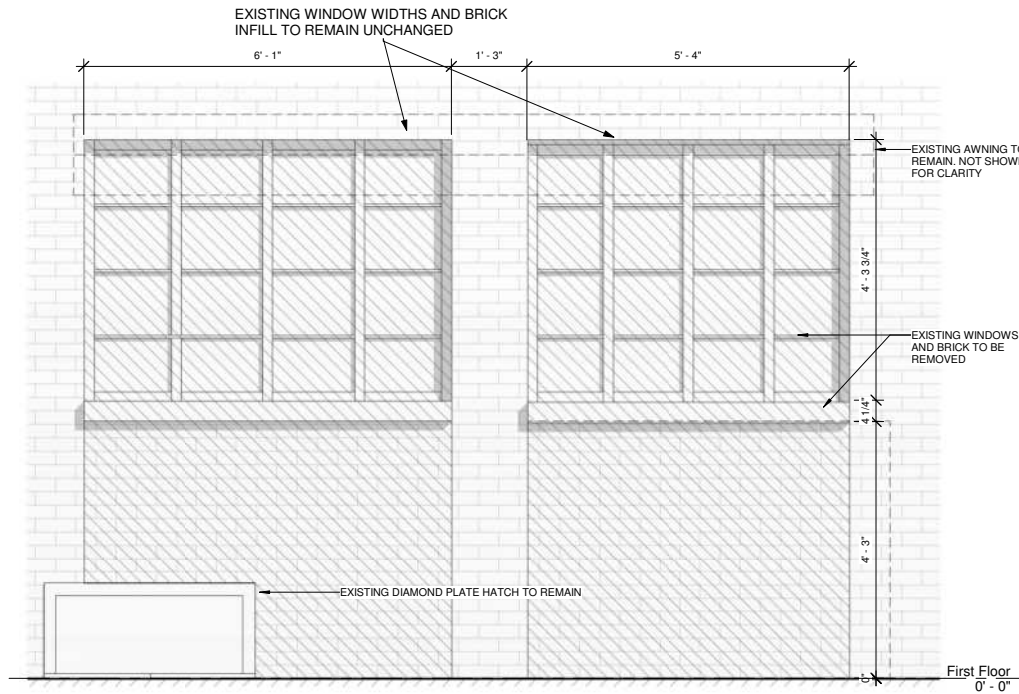 EXISTING WINDOW WIDTHS AND BRICK
INFILL TO REMAIN UNCHANGED
6' - 1"
1' - 3"
5' - 4"
EXISTING AWNING TO
REMAIN. NOT SHOWN
FOR CLARITY
4' - 3 3/4"
EXISTING WINDOWS
AND BRICK TO BE
REMOVED
4 1/4"
4' - 3"
EXISTING DIAMOND PLATE HATCH TO REMAIN
0"
First Floor
0' - 0"